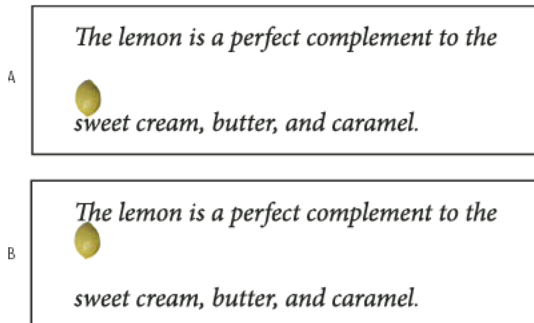 A
The lemon is a perfect complement to the
sweet cream, butter, and caramel.
B
The lemon is a perfect complement to the
sweet cream, butter, and caramel.